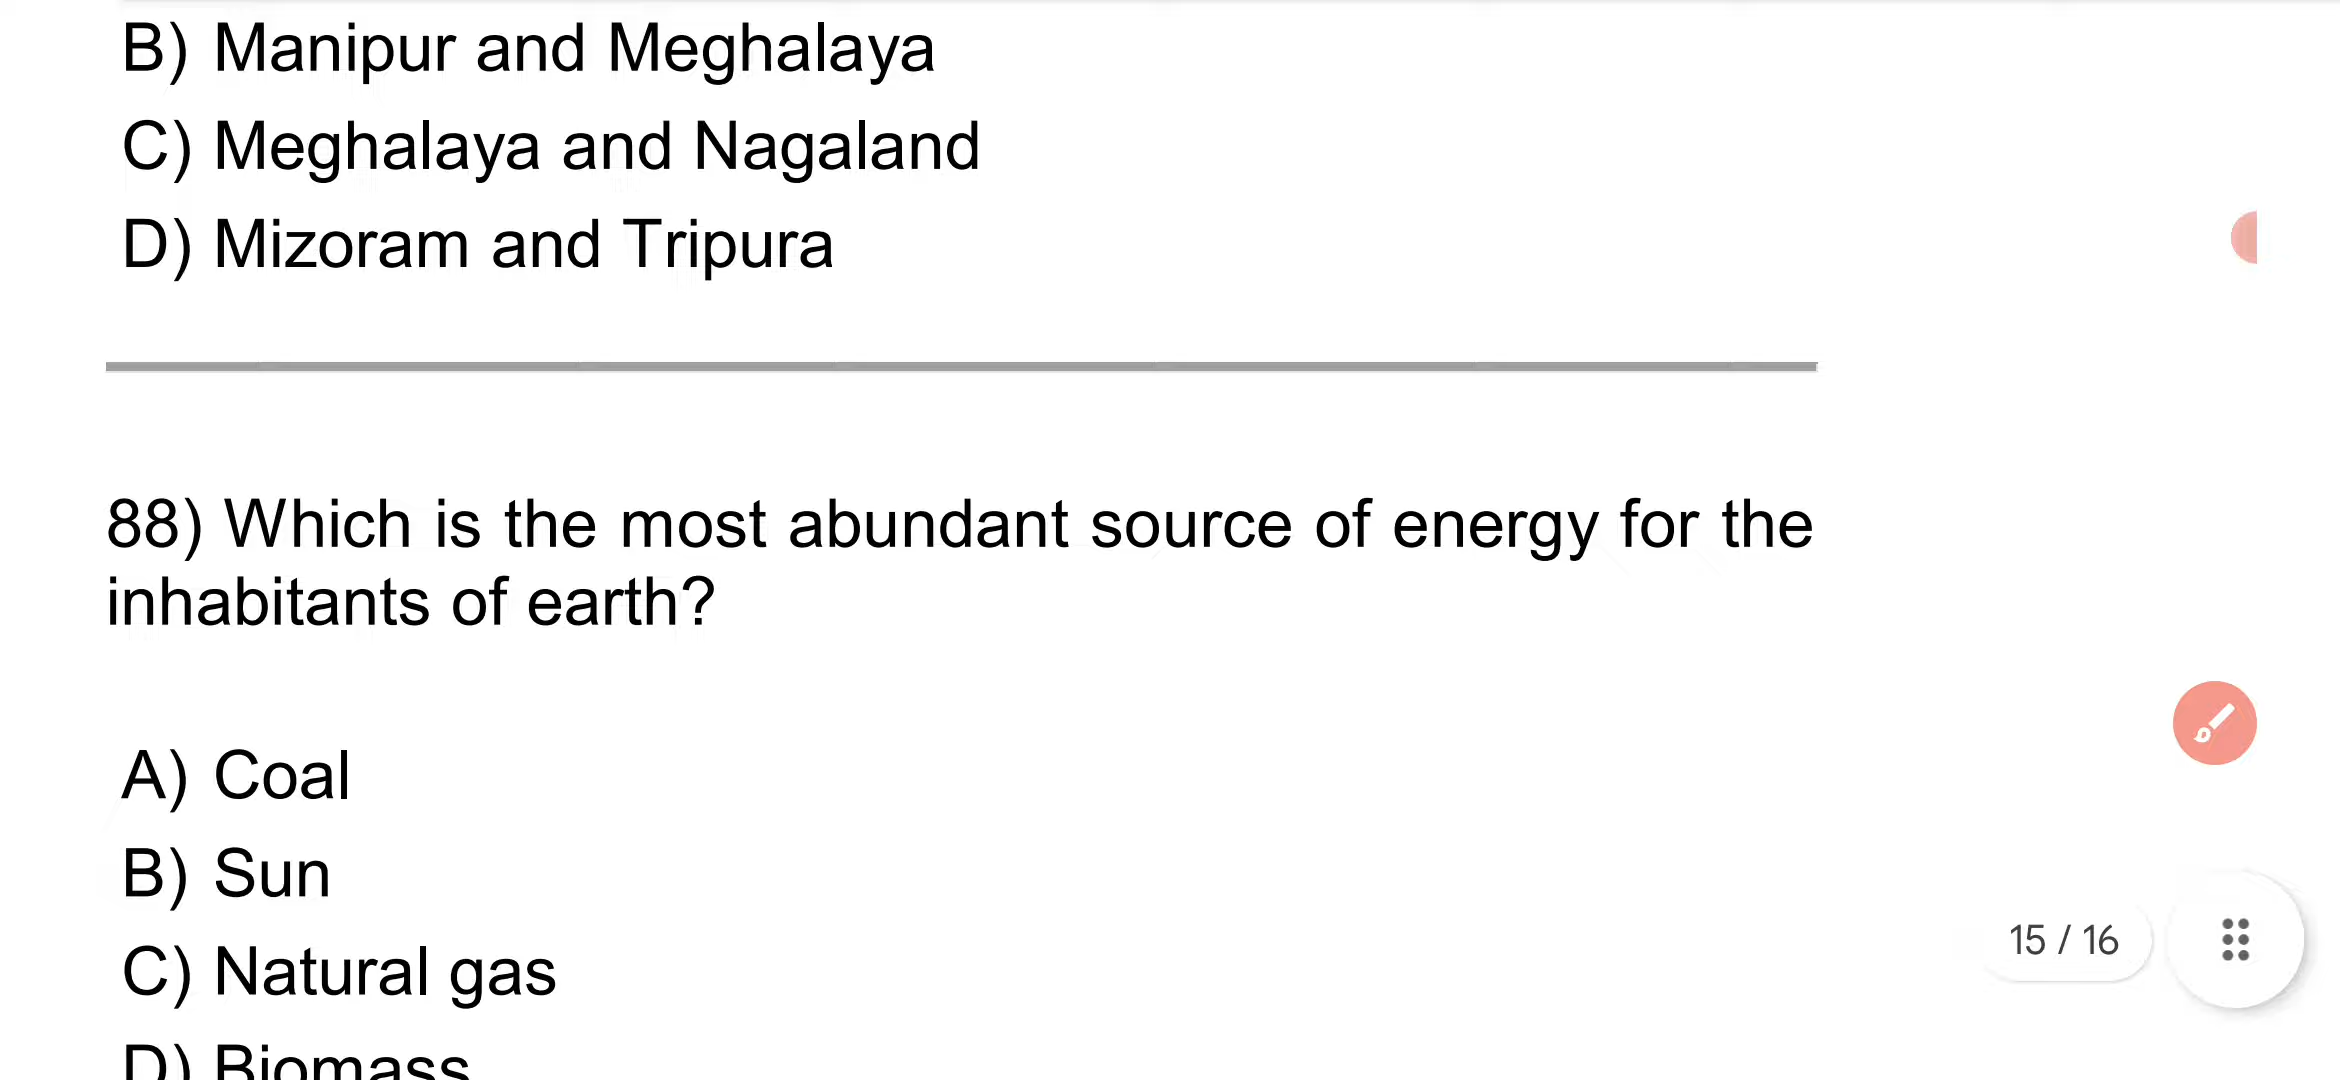 B) Manipur and Meghalaya
C) Meghalaya and Nagaland
D) Mizoram and Tripura
88) Which is the most abundant source of energy for the
inhabitants of earth?
A) Coal
B) Sun
C) Natural gas
D) Biomass
15 / 16